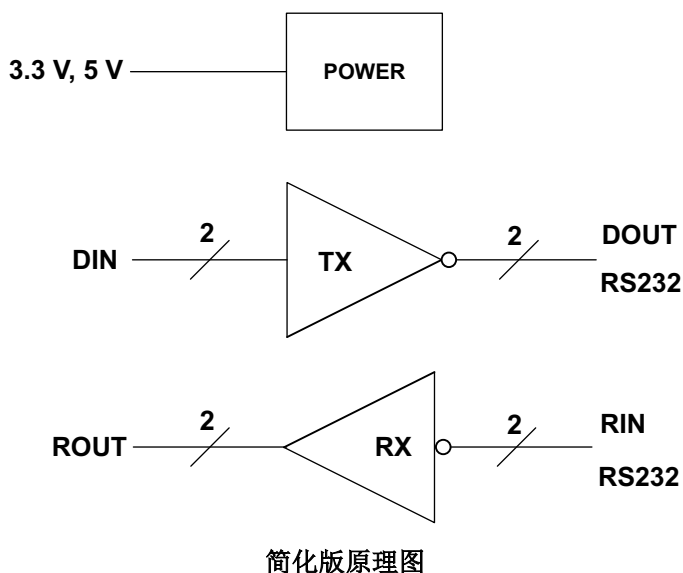 3.3 V, 5 V
POWER
2
2
DOUT
DIN
TX
RS232
2
2
RIN
ROUT
RX
RS232
简化版原理图